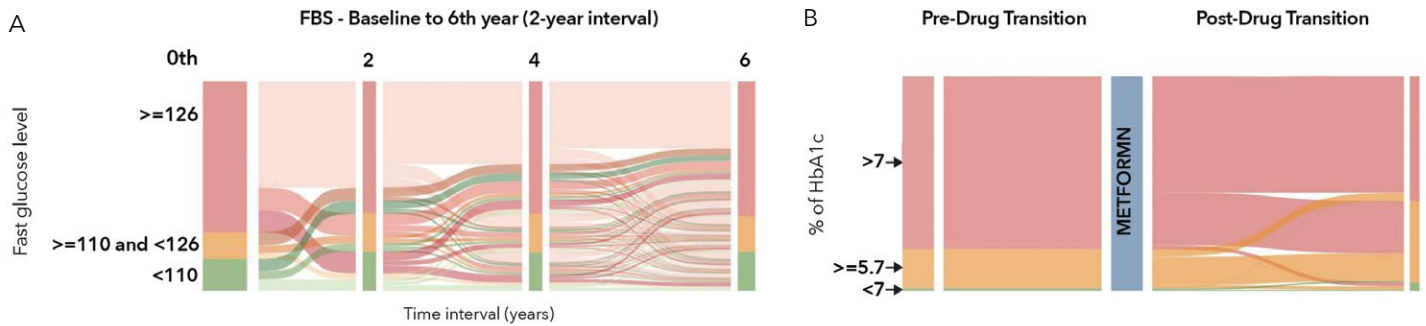 A
FBS - Baseline to 6th year (2-year interval)
0th
2
4
6
Fast glucose level
>=126
>=110 and <126
<110
Time interval (years)
B
Pre-Drug Transition
Post-Drug Transition
% of HbA1c
>7
>=5.7
<7
METFORMN